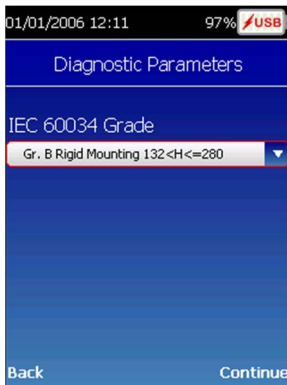 01/01/2006 12:11 97% USB
Diagnostic Parameters
IEC 60034 Grade
Gr. B Rigid Mounting 132<H<=280
Back Continue